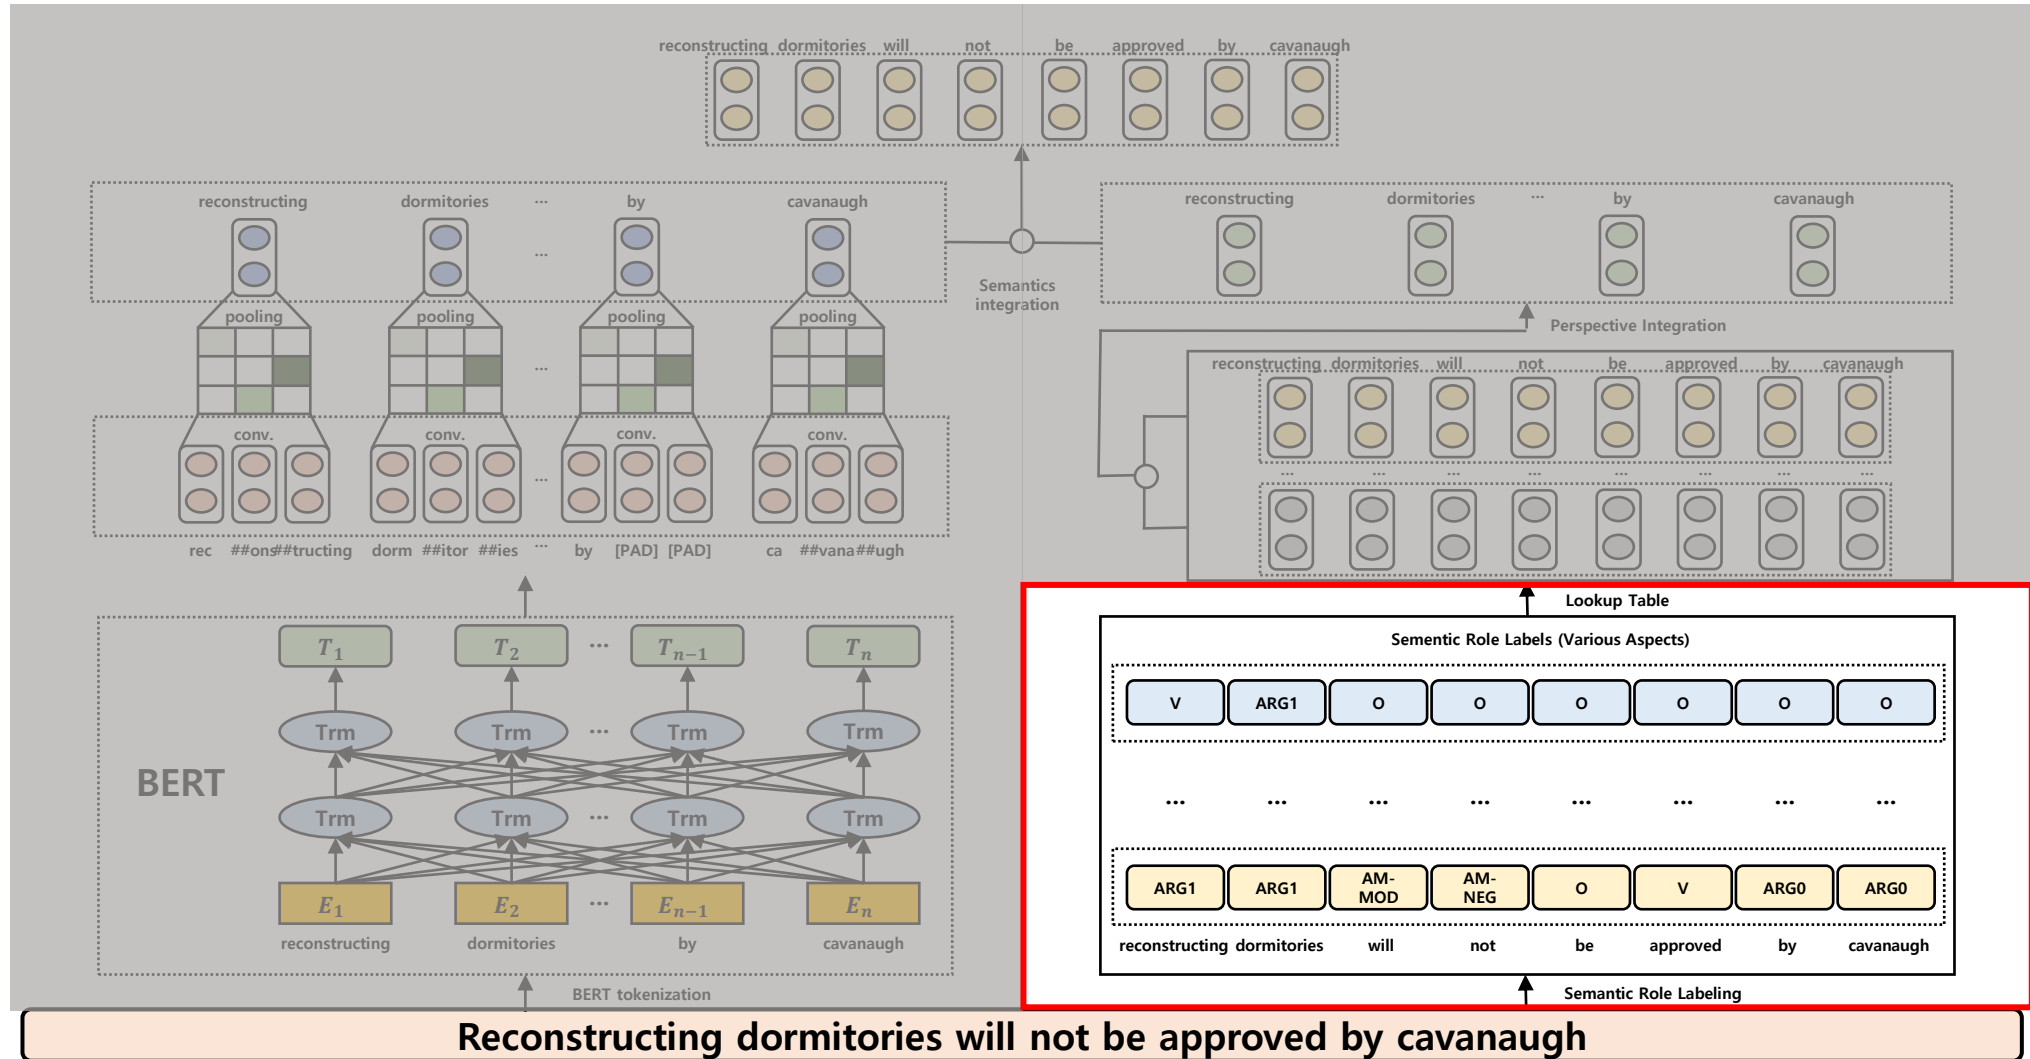 reconstructing dormitories will not be approved by cavanaugh
reconstructing dormitories ... by cavanaugh
pooling pooling pooling pooling
...
conv. conv. conv. conv.
...
rec ##ons ##tructing dorm ##itor ##ies ... by [PAD] [PAD] ca ##vana ##ugh
T1 T2 ... Tn−1 Tn
Trm Trm ... Trm Trm
BERT
Trm Trm ... Trm Trm
E1 E2 ... En−1 En
reconstructing dormitories by cavanaugh
BERT tokenization
Semantics
integration
reconstructing dormitories ... by cavanaugh
Perspective Integration
reconstructing dormitories will not be approved by cavanaugh
... ... ... ... ... ... ... ...
Lookup Table
Sementic Role Labels (Various Aspects)
V ARG1 O O O O O O
... ... ... ... ... ... ... ...
ARG1 ARG1 AM-MOD AM-NEG O V ARG0 ARG0
reconstructing dormitories will not be approved by cavanaugh
Semantic Role Labeling
Reconstructing dormitories will not be approved by cavanaugh